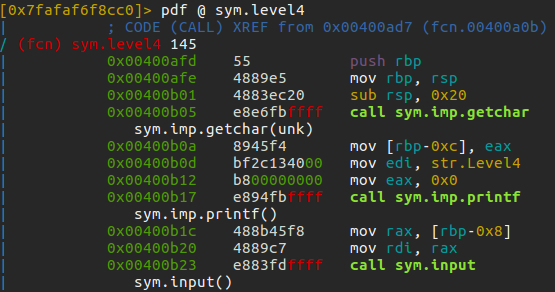 [0x7fafaf6f8cc0]> pdf @ sym.level4
| ; CODE (CALL) XREF from 0x00400ad7 (fcn.00400a0b)
/ (fcn) sym.level4 145
| 0x00400afd 55 push rbp
| 0x00400afe 4889e5 mov rbp, rsp
| 0x00400b01 4883ec20 sub rsp, 0x20
| 0x00400b05 e8e6fbffff call sym.imp.getchar
| sym.imp.getchar(unk)
| 0x00400b0a 8945f4 mov [rbp-0xc], eax
| 0x00400b0d bf2c134000 mov edi, str.Level4
| 0x00400b12 b800000000 mov eax, 0x0
| 0x00400b17 e894fbffff call sym.imp.printf
| sym.imp.printf()
| 0x00400b1c 488b45f8 mov rax, [rbp-0x8]
| 0x00400b20 4889c7 mov rdi, rax
| 0x00400b23 e883fdffff call sym.input
| sym.input()